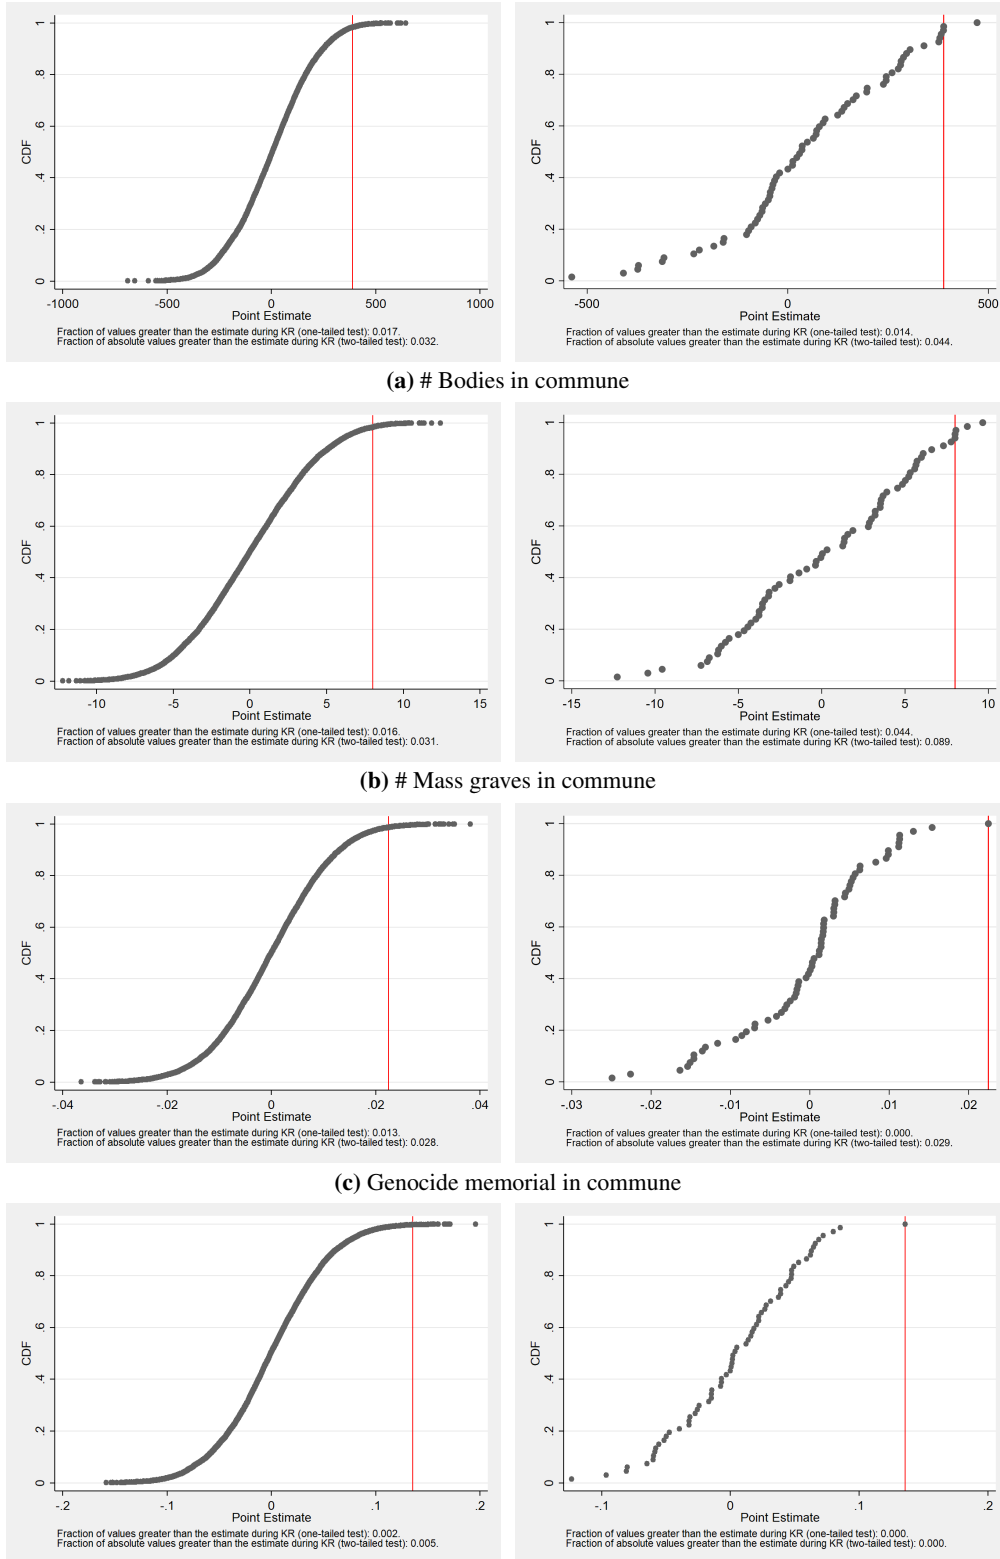 CDF
0 .2 .4 .6 .8 1
-1000 -500 0 500 1000
Point Estimate
Fraction of values greater than the estimate during KR (one-tailed test): 0.017.
Fraction of absolute values greater than the estimate during KR (two-tailed test): 0.032.
CDF
0 .2 .4 .6 .8 1
-500 0 500
Point Estimate
Fraction of values greater than the estimate during KR (one-tailed test): 0.014.
Fraction of absolute values greater than the estimate during KR (two-tailed test): 0.044.
(a) # Bodies in commune
CDF
0 .2 .4 .6 .8 1
-10 -5 0 5 10 15
Point Estimate
Fraction of values greater than the estimate during KR (one-tailed test): 0.016.
Fraction of absolute values greater than the estimate during KR (two-tailed test): 0.031.
CDF
0 .2 .4 .6 .8 1
-15 -10 -5 0 5 10
Point Estimate
Fraction of values greater than the estimate during KR (one-tailed test): 0.044.
Fraction of absolute values greater than the estimate during KR (two-tailed test): 0.089.
(b) # Mass graves in commune
CDF
0 .2 .4 .6 .8 1
-.04 -.02 0 .02 .04
Point Estimate
Fraction of values greater than the estimate during KR (one-tailed test): 0.013.
Fraction of absolute values greater than the estimate during KR (two-tailed test): 0.028.
CDF
0 .2 .4 .6 .8 1
-.03 -.02 -.01 0 .01 .02
Point Estimate
Fraction of values greater than the estimate during KR (one-tailed test): 0.000.
Fraction of absolute values greater than the estimate during KR (two-tailed test): 0.029.
(c) Genocide memorial in commune
CDF
0 .2 .4 .6 .8 1
-.2 -.1 0 .1 .2
Point Estimate
Fraction of values greater than the estimate during KR (one-tailed test): 0.002.
Fraction of absolute values greater than the estimate during KR (two-tailed test): 0.005.
CDF
0 .2 .4 .6 .8 1
-.1 0 .1 .2
Point Estimate
Fraction of values greater than the estimate during KR (one-tailed test): 0.000.
Fraction of absolute values greater than the estimate during KR (two-tailed test): 0.000.